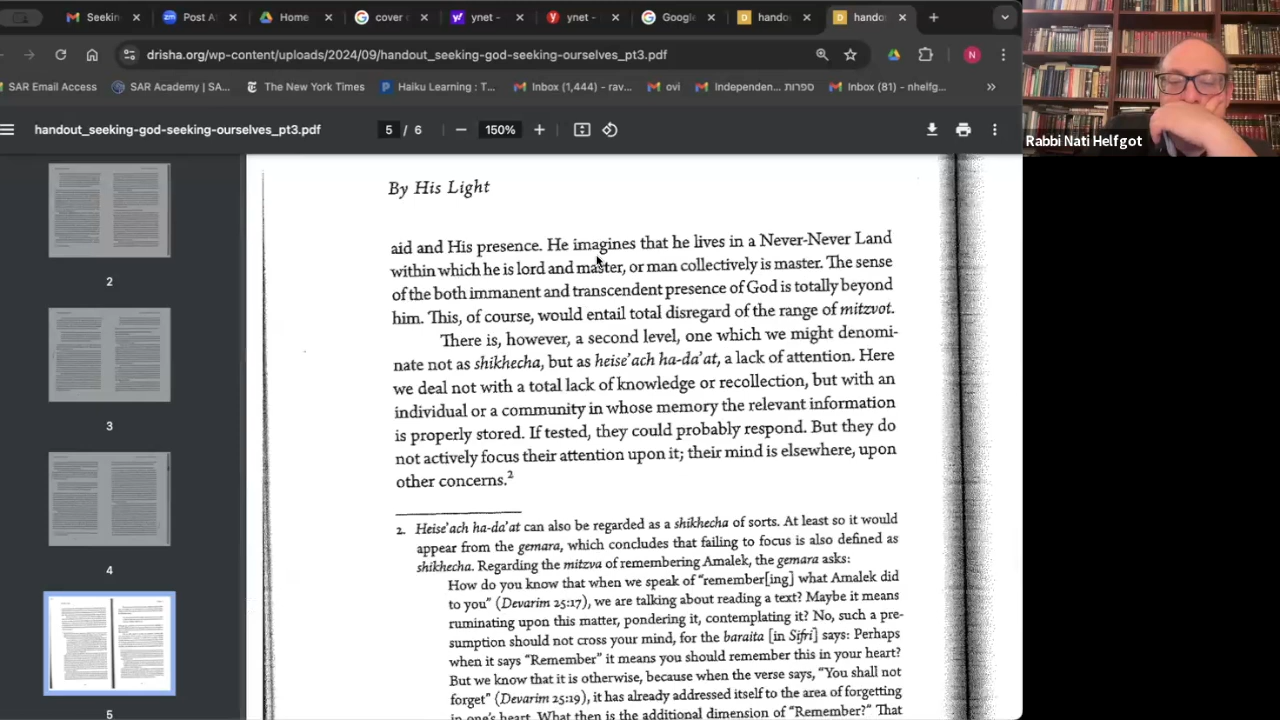 Seekin
Post A
Home
cover
ynet -
ynet -
Google
hando
hando
drisha.org/wp-content/uploads/2024/09/handout_seeking-god-seeking-ourselves_pt3.pdf
N
SAR Email Access
SAR Academy | SA...
The New York Times
Haiku Learning : T...
Inbox (1,444) - rav...
ovi
Independen... ספרות
Inbox (81) - nhelfg...
»
handout_seeking-god-seeking-ourselves_pt3.pdf
5 / 6
150%
Rabbi Nati Helfgot
2
3
4
5
By His Light
aid and His presence. He imagines that he lives in a Never-Never Land
within which he is lord and master, or man collectively is master. The sense
of the both immanent and transcendent presence of God is totally beyond
him. This, of course, would entail total disregard of the range of mitzvot.
There is, however, a second level, one which we might denomi-
nate not as shikhecha, but as heise'ach ha-da'at, a lack of attention. Here
we deal not with a total lack of knowledge or recollection, but with an
individual or a community in whose memory the relevant information
is properly stored. If tested, they could probably respond. But they do
not actively focus their attention upon it; their mind is elsewhere, upon
other concerns.2
2. Heise'ach ha-da'at can also be regarded as a shikhecha of sorts. At least so it would
appear from the gemara, which concludes that failing to focus is also defined as
shikhecha. Regarding the mitzva of remembering Amalek, the gemara asks:
How do you know that when we speak of "remember[ing] what Amalek did
to you" (Devarim 25:17), we are talking about reading a text? Maybe it means
ruminating upon this matter, pondering it, contemplating it? No, such a pre-
sumption should not cross your mind, for the baraita [in Sifri] says: Perhaps
when it says "Remember" it means you should remember this in your heart?
But we know that it is otherwise, because when the verse says, "You shall not
forget" (Devarim 25:19), it has already addressed itself to the area of forgetting
in one's heart. What then is the additional dimension of "Remember?" That